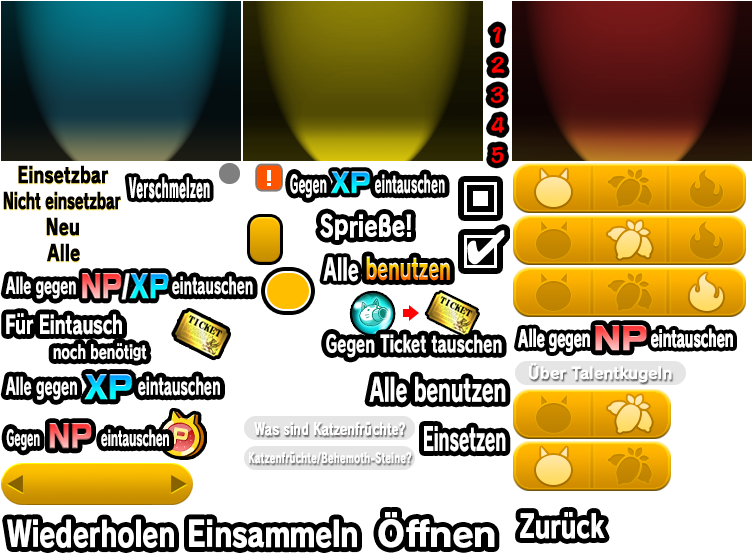 1
2
3
4
5
Einsetzbar
Nicht einsetzbar
Neu
Alle
Verschmelzen
!
Gegen XP eintauschen
Sprieße!
Alle benutzen
Alle gegen NP/XP eintauschen
Für Eintausch
noch benötigt
TICKET
TICKET
Gegen Ticket tauschen
Alle gegen NP eintauschen
Über Talentkugeln
Alle gegen XP eintauschen
Alle benutzen
Gegen NP eintauschen
P
Was sind Katzenfrüchte?
Katzenfrüchte/Behemoth-Steine?
Einsetzen
Wiederholen
Einsammeln
Öffnen
Zurück